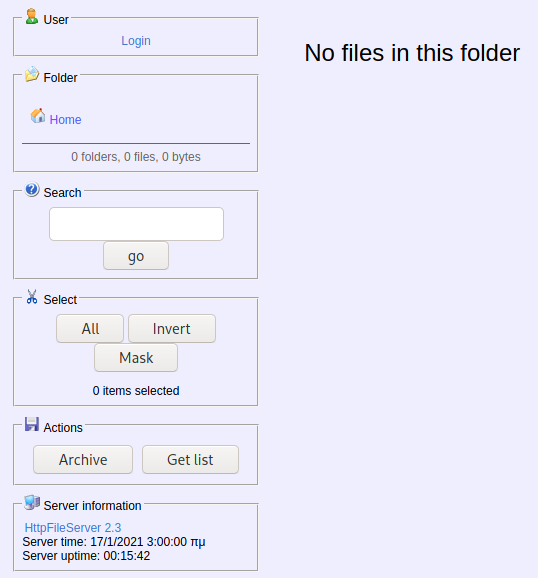 User
Login
No files in this folder
Folder
Home
0 folders, 0 files, 0 bytes
Search
go
Select
All
Invert
Mask
0 items selected
Actions
Archive
Get list
Server information
HttpFileServer 2.3
Server time: 17/1/2021 3:00:00 πμ
Server uptime: 00:15:42